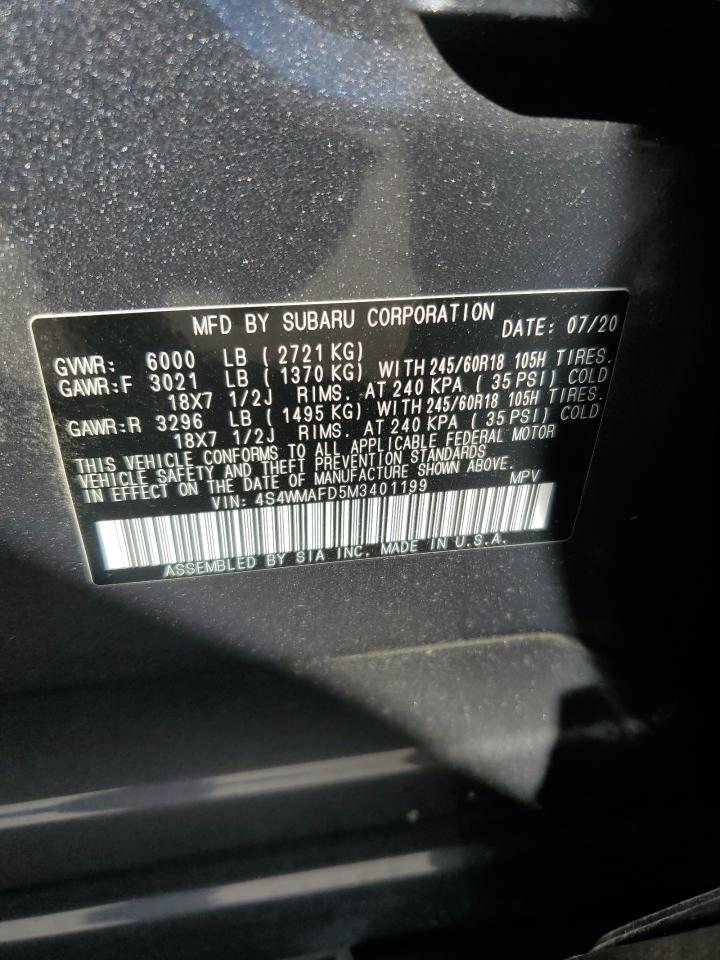 MFD BY SUBARU CORPORATION DATE: 07/20
GVWR: 6000 LB ( 2721 KG)
GAWR:F 3021 LB ( 1370 KG) WITH 245/60R18 105H TIRES.
18X7 1/2J RIMS. AT 240 KPA ( 35 PSI) COLD
GAWR:R 3296 LB ( 1495 KG) WITH 245/60R18 105H TIRES.
18X7 1/2J RIMS. AT 240 KPA ( 35 PSI) COLD.
THIS VEHICLE CONFORMS TO ALL APPLICABLE FEDERAL MOTOR
VEHICLE SAFETY AND THEFT PREVENTION STANDARDS
IN EFFECT ON THE DATE OF MANUFACTURE SHOWN ABOVE.
VIN: 4S4WMAFD5M3401199 MPV
ASSEMBLED BY SIA INC. MADE IN U.S.A.